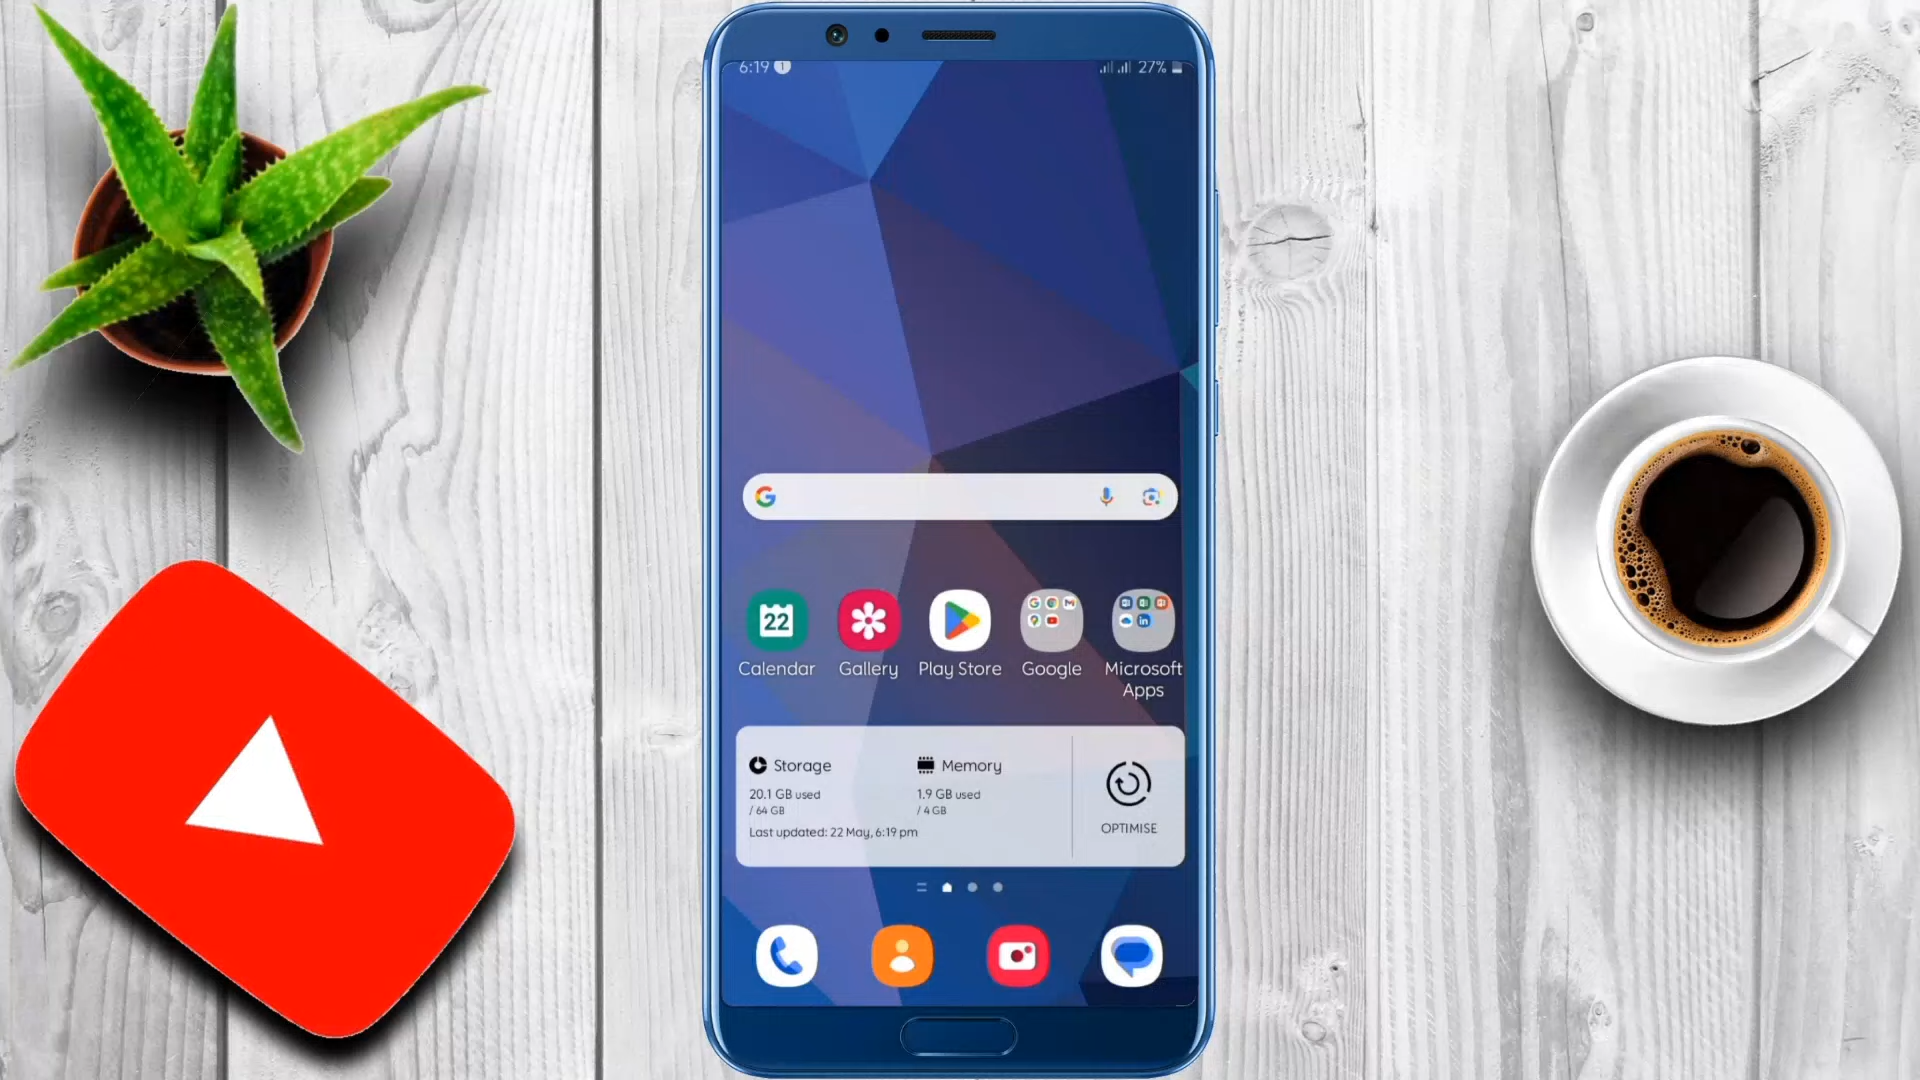 6:19 1
27%
22
Calendar
Gallery
Play Store
Google
Microsoft
Apps
Storage
20.1 GB used
/ 64 GB
Memory
1.9 GB used
/ 4 GB
Last updated: 22 May, 6:19 pm
OPTIMISE